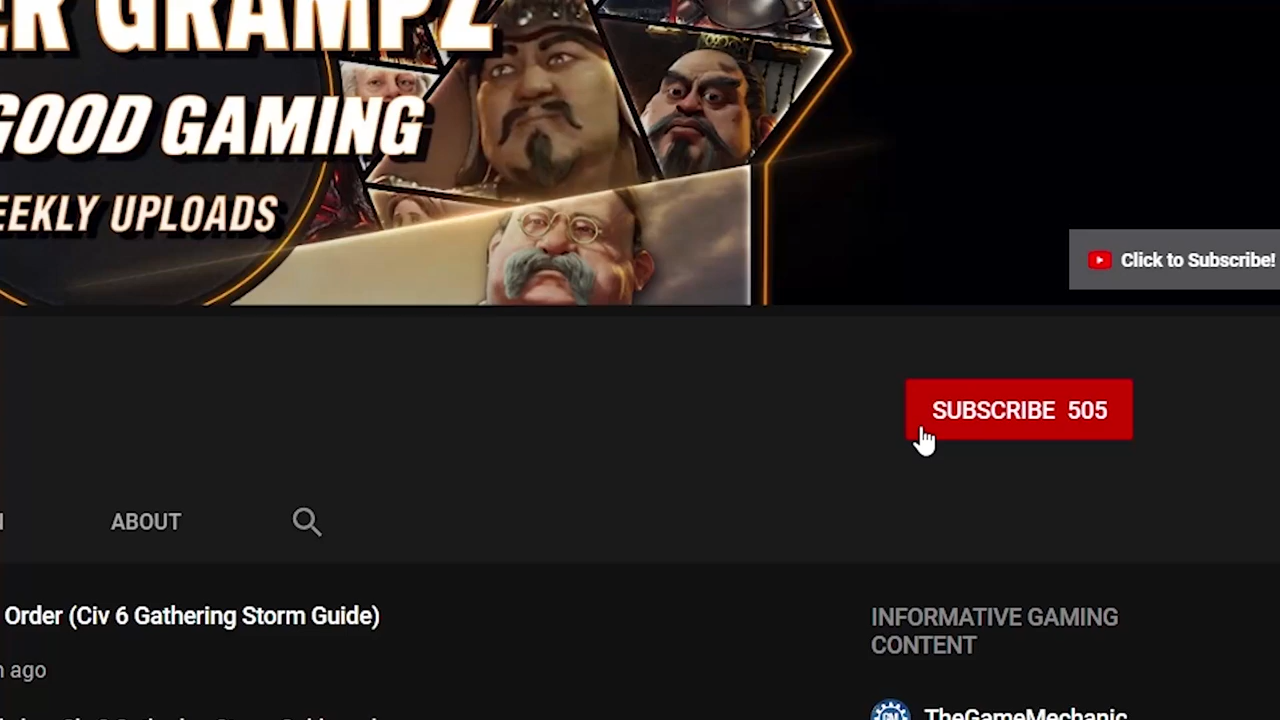 ER GRAMPZ
GOOD GAMING
EEKLY UPLOADS
Click to Subscribe!
SUBSCRIBE 505
ABOUT
Order (Civ 6 Gathering Storm Guide)
ago
INFORMATIVE GAMING
CONTENT
TheGameMechanic